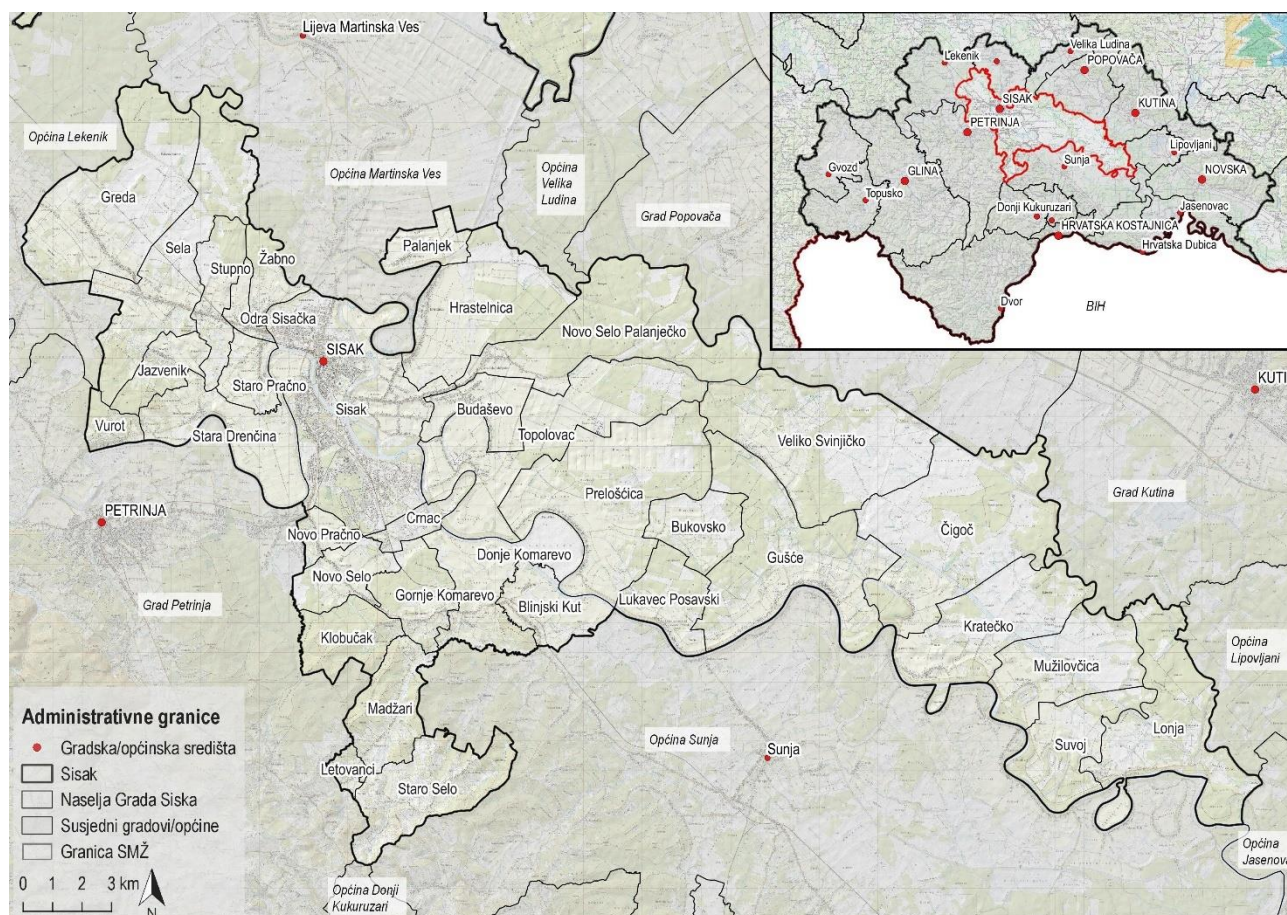 Lijeva Martinska Ves
Općina Lekenik
Općina Martinska Ves
Općina
Velika
Ludina
Grad Popovača
Greda
Sela
Stupno
Žabno
Palanjek
Hrastelnica
Novo Selo Palanječko
Odra Sisačka
SISAK
Jazvenik
Staro Pračno
Sisak
Budaševo
Vurot
Stara Drenčina
Topolovac
Veliko Svinjičko
PETRINJA
Prelošćica
Grad Kutina
Crnac
Bukovsko
Čigoč
Novo Pračno
Donje Komarevo
Gušće
Novo Selo
Grad Petrinja
Gornje Komarevo
Blinjski Kut
Lukavec Posavski
Kratečko
Klobučak
Mužilovčica
Općina
Lipovljani
Madžari
Općina Sunja
Sunja
Suvoj
Lonja
Letovanci
Staro Selo
Općina Donji
Kukuruzari
Općina
Jasenova
KUTI
Velika Ludina
Lekenik
POPOVAČA
SISAK
KUTINA
PETRINJA
Lipovljani
Sunja
Gvozd
GLINA
NOVSKA
Topusko
Donji Kukuruzari
Jasenovac
HRVATSKA KOSTAJNICA
Hrvatska Dubica
Dvor
BIH
Administrativne granice
Gradska/općinska središta
Sisak
Naselja Grada Siska
Susjedni gradovi/općine
Granica SMŽ
0 1 2 3 km
N